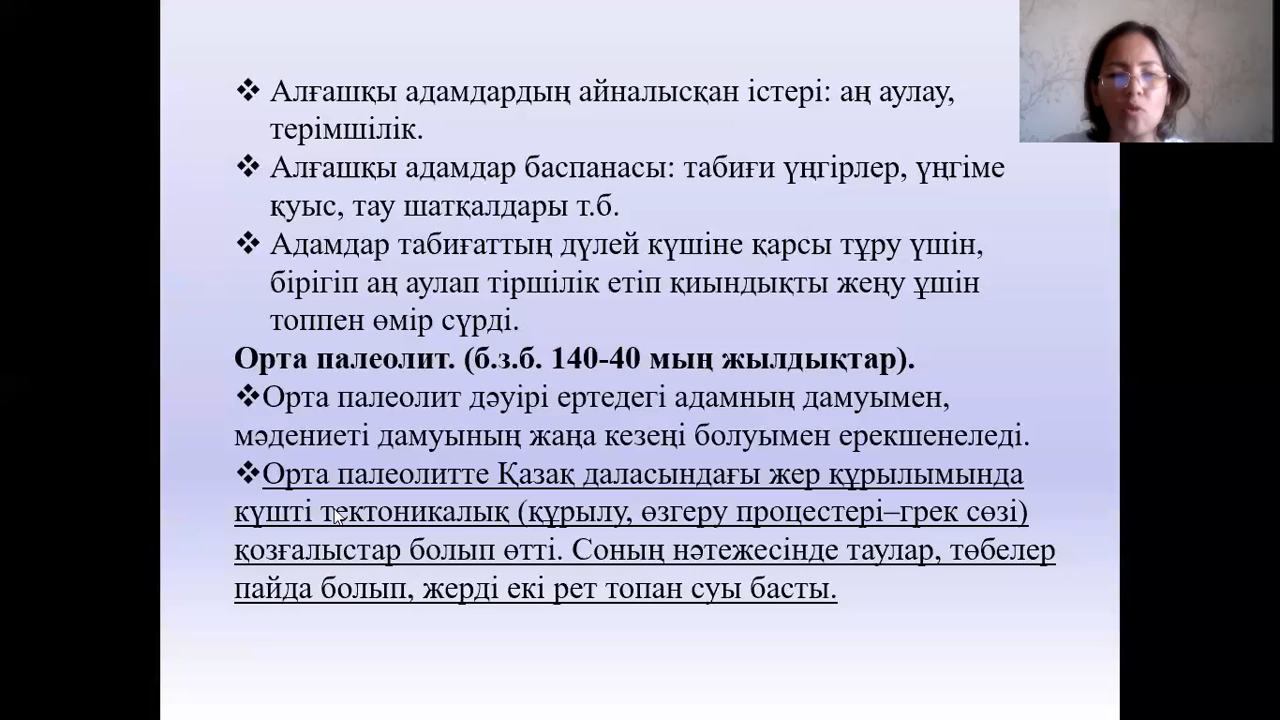 ❖ Алғашқы адамдардың айналысқан істері: аң аулау,
терімшілік.
❖ Алғашқы адамдар баспанасы: табиғи үңгірлер, үңгіме
қуыс, тау шатқалдары т.б.
❖ Адамдар табиғаттың дүлей күшіне қарсы тұру үшін,
бірігіп аң аулап тіршілік етіп қиындықты жеңу ұшін
топпен өмір сүрді.
Орта палеолит. (б.з.б. 140-40 мың жылдықтар).
❖Орта палеолит дәуірі ертедегі адамның дамуымен,
мәдениеті дамуының жаңа кезеңі болуымен ерекшенеледі.
❖Орта палеолитте Қазақ даласындағы жер құрылымында
күшті тектоникалық (құрылу, өзгеру процестері–грек сөзі)
қозғалыстар болып өтті. Соның нәтежесінде таулар, төбелер
пайда болып, жерді екі рет топан суы басты.